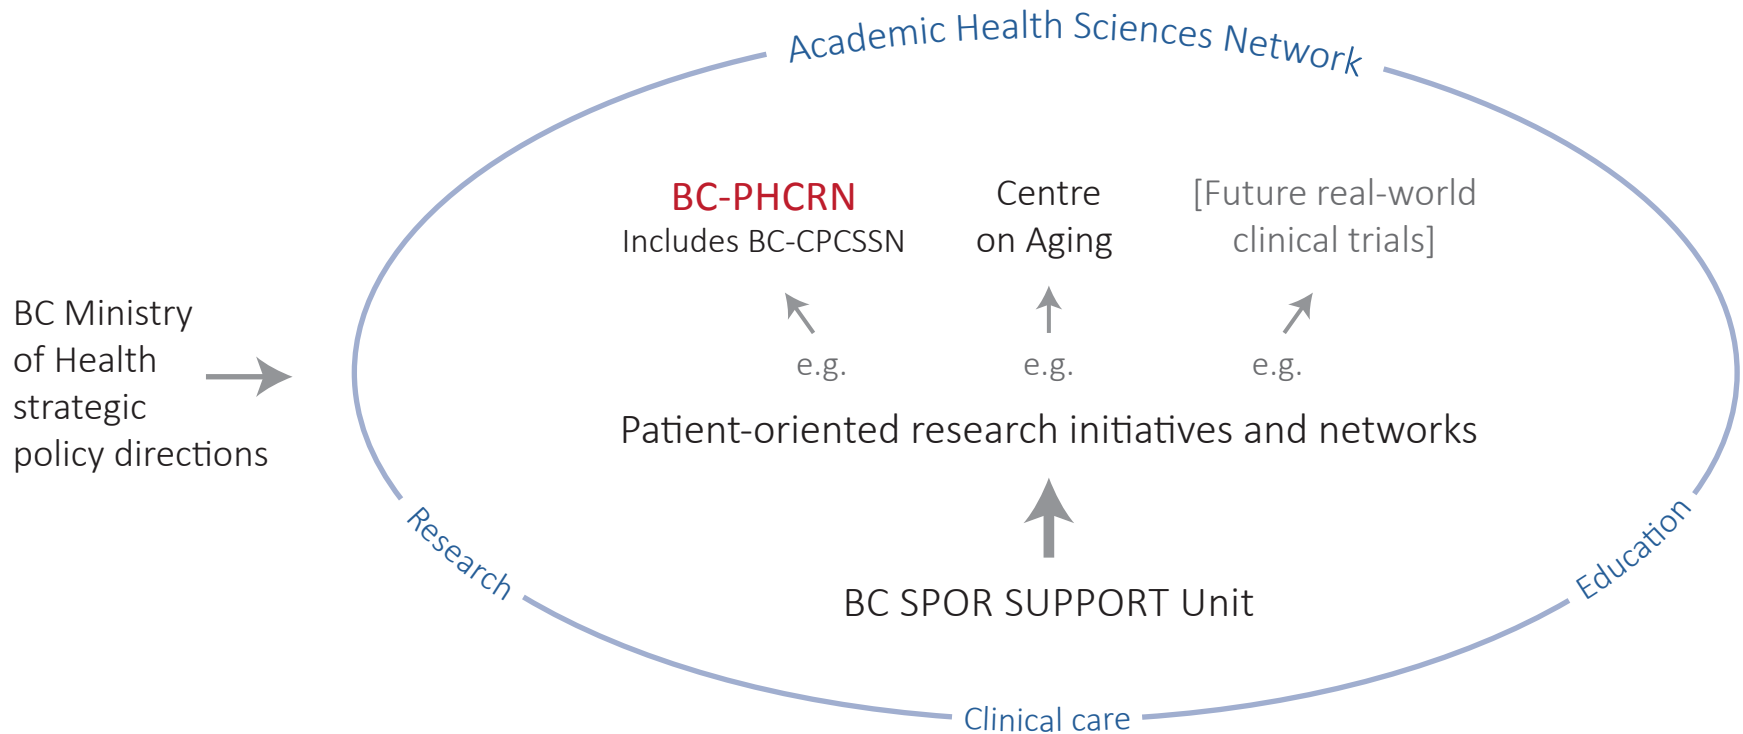 Academic Health Sciences Network
BC-PHCRN
Includes BC-CPCSSN
Centre
on Aging
[Future real-world
clinical trials]
BC Ministry
of Health
strategic
policy directions
e.g.
e.g.
e.g.
Patient-oriented research initiatives and networks
BC SPOR SUPPORT Unit
Research
Clinical care
Education